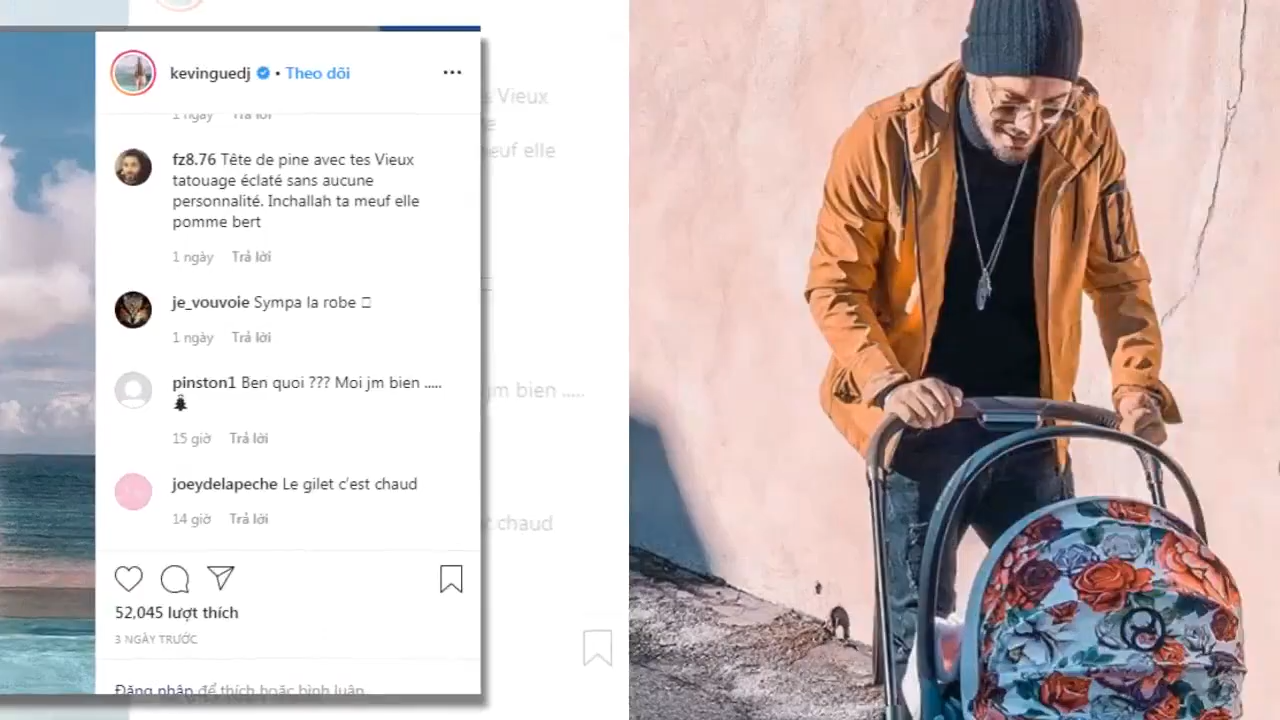 kevinguedj • Theo dõi
1 ngày Trả lời
fz8.76 Tête de pine avec tes Vieux
tatouage éclaté sans aucune
personnalité. Inchallah ta meuf elle
pomme bert
1 ngày Trả lời
je_vouvoie Sympa la robe
1 ngày Trả lời
pinston1 Ben quoi ??? Moi jm bien .....
15 giờ Trả lời
joeydelapeche Le gilet c'est chaud
14 giờ Trả lời
52,045 lượt thích
3 NGÀY TRƯỚC
Đăng nhập để thích hoặc bình luận
Vieux
meuf elle
jm bien .....
chaud